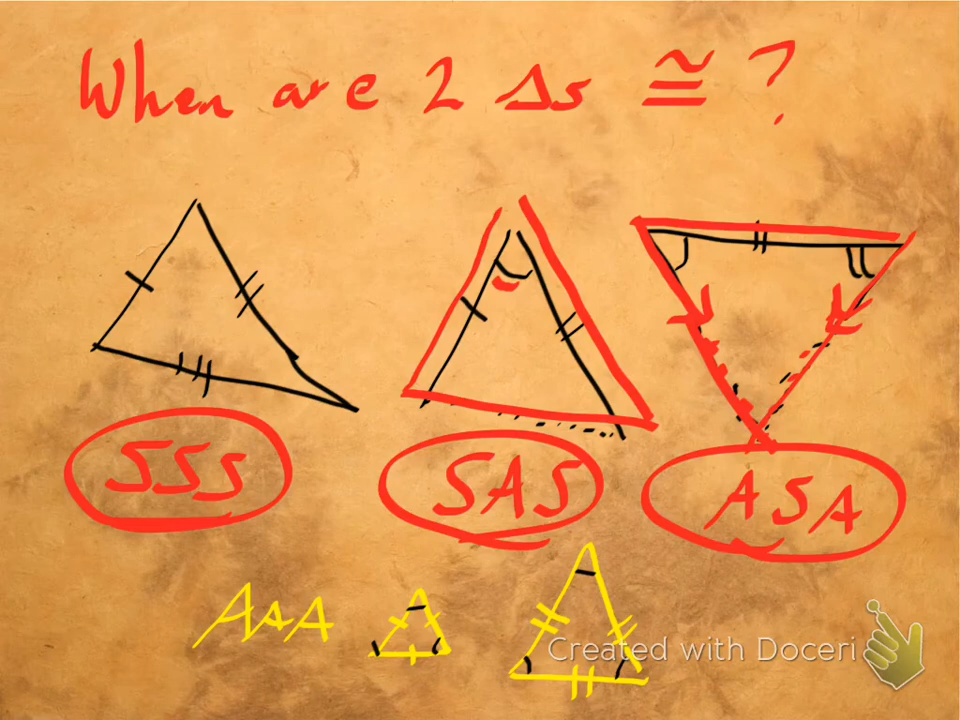 When are 2 Δs ≅ ?
SSS SAS ASA
AAA
Created with Doceri